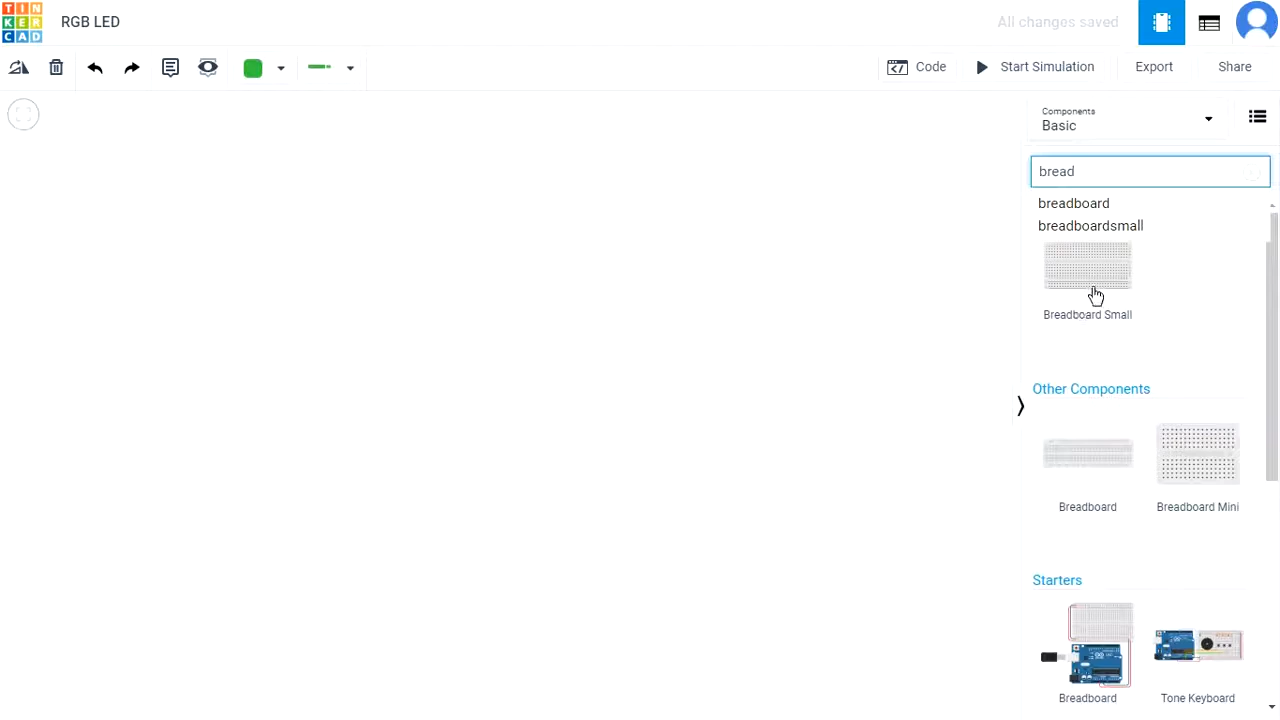 TIN
KER
CAD
RGB LED
All changes saved
Code
Start Simulation
Export
Share
Components
Basic
bread
breadboard
breadboardsmall
Breadboard Small
Other Components
Breadboard
Breadboard Mini
Starters
Breadboard
Tone Keyboard